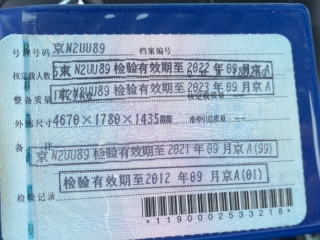 号牌号码 京N2UU89 档案编号
核定载人数 京N2UU89检验有效期至2022年09月京A
整备质量 京N2UU89检验有效期至2023年09月京A
外廓尺寸 4670×1780×1435mm 准牵引总质量 --
备 注
京N2UU89检验有效期至2021年09月京A(99)
检验有效期至2012年09月京A(01)
检验记录
*1190002533218*